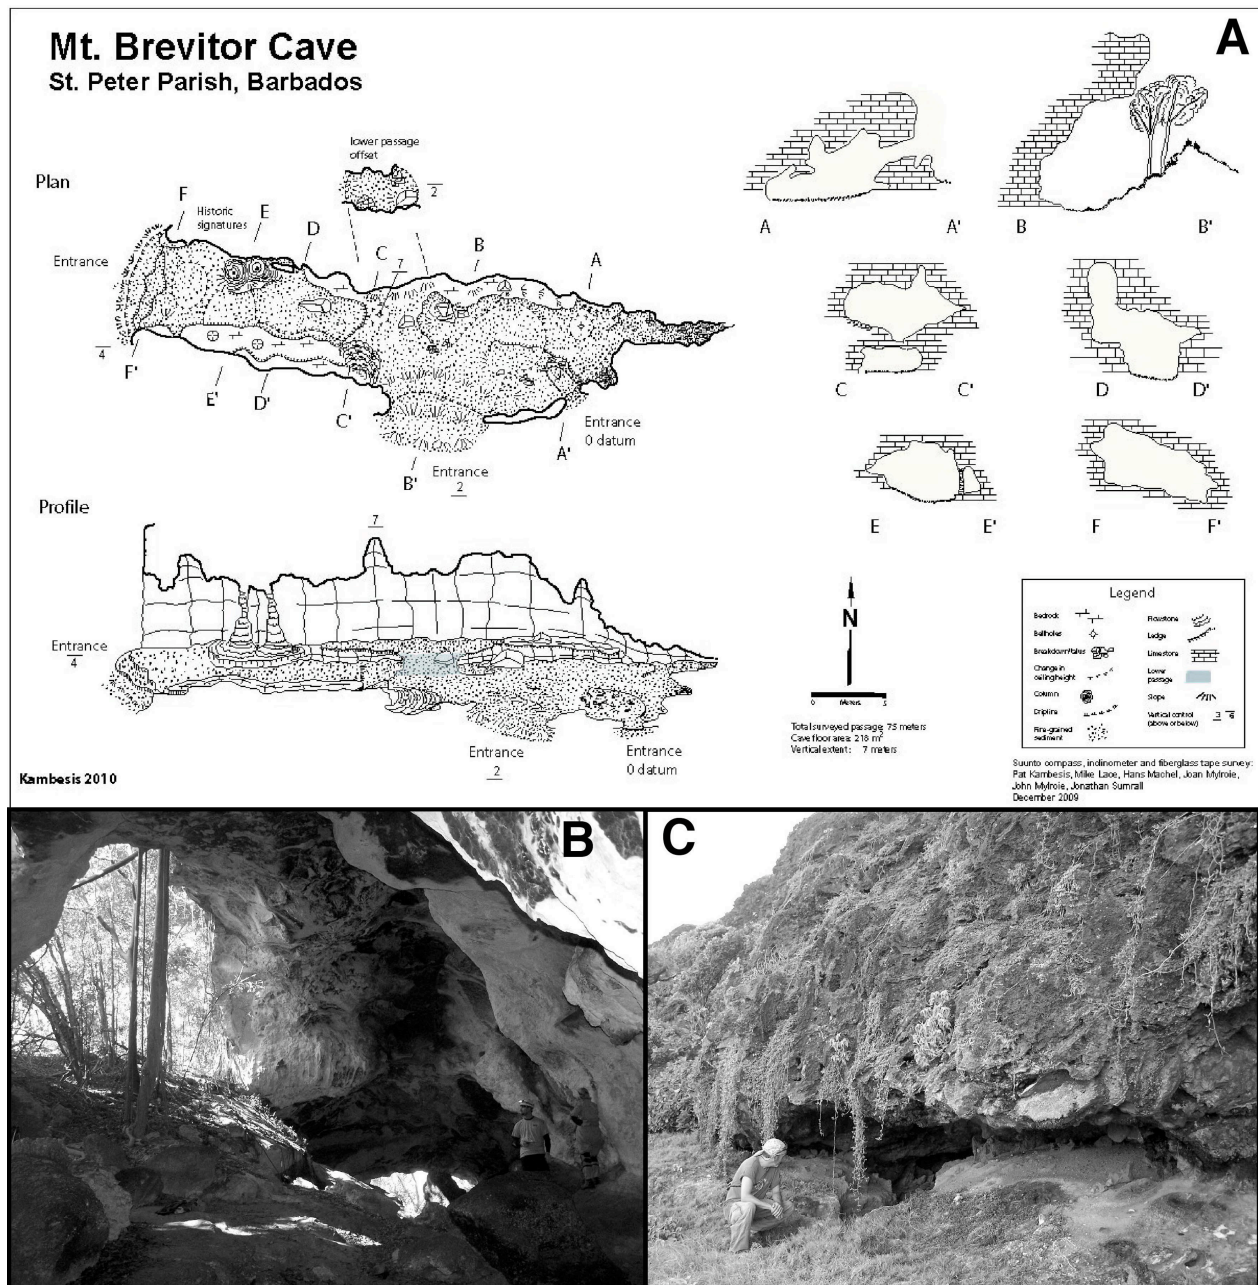 Mt. Brevitor Cave
St. Peter Parish, Barbados
A
lower passage
offset
2
Plan
F
Historic
signatures
E
D
C
7
B
A
Entrance
4
F'
E'
D'
C'
B'
Entrance
2
A'
Entrance
0 datum
Profile
7
Entrance
4
Entrance
2
Entrance
0 datum
Kambesis 2010
A
A'
B
B'
C
C'
D
D'
E
E'
F
F'
N
0
Meters
5
Total surveyed passage: 75 meters
Cave floor area: 218 m²
Vertical extent: 7 meters
Legend
Bedrock
Bellholes
Breakdown/talus
Change in
ceiling height
Column
Dripline
Fine-grained
sediment
Flowstone
Ledge
Limestone
Lower
passage
Slope
Vertical control
(above or below)
Suunto compass, inclinometer and fiberglass tape survey:
Pat Kambesis, Mike Lace, Hans Machel, Joan Mylroie,
John Mylroie, Jonathan Sumrall
December 2009
B
C